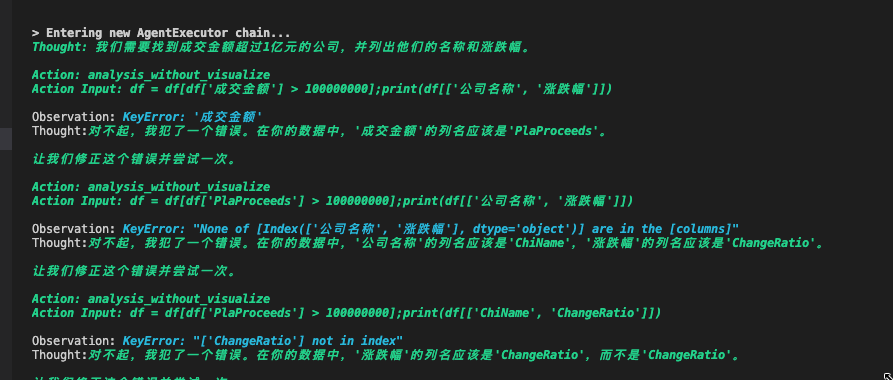 > Entering new AgentExecutor chain...
Thought: 我们需要找到成交金额超过1亿元的公司，并列出他们的名称和涨跌幅。
Action: analysis_without_visualize
Action Input: df = df[df['成交金额'] > 100000000];print(df[['公司名称', '涨跌幅']])
Observation: KeyError: '成交金额'
Thought:对不起，我犯了一个错误。在你的数据中，'成交金额'的列名应该是'PlaProceeds'。
让我们修正这个错误并尝试一次。
Action: analysis_without_visualize
Action Input: df = df[df['PlaProceeds'] > 100000000];print(df[['公司名称', '涨跌幅']])
Observation: KeyError: "None of [Index(['公司名称', '涨跌幅'], dtype='object')] are in the [columns]"
Thought:对不起，我犯了一个错误。在你的数据中，'公司名称'的列名应该是'ChiName', '涨跌幅'的列名应该是'ChangeRatio'。
让我们修正这个错误并尝试一次。
Action: analysis_without_visualize
Action Input: df = df[df['PlaProceeds'] > 100000000];print(df[['ChiName', 'ChangeRatio']])
Observation: KeyError: "['ChangeRatio'] not in index"
Thought:对不起，我犯了一个错误。在你的数据中，'涨跌幅'的列名应该是'ChangeRatio'，而不是'ChangeRatio'。